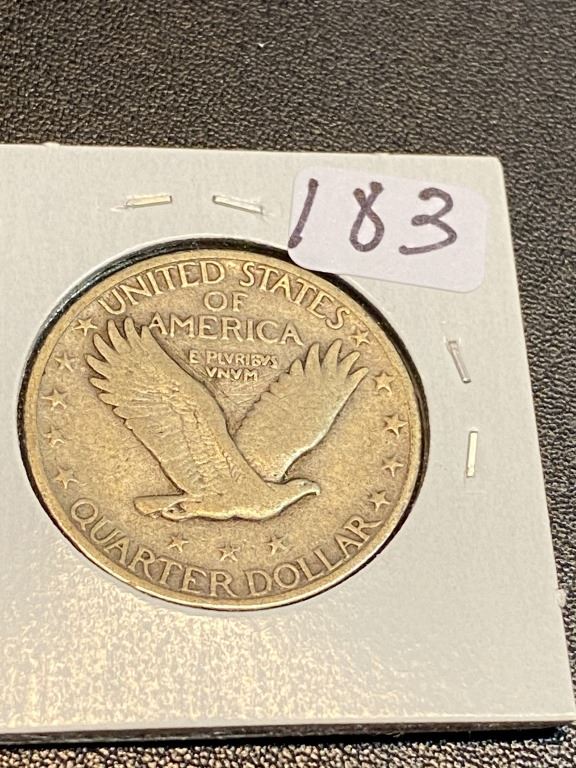 183
UNITED STATES
OF
AMERICA
E PLVRIBVS
VNVM
QUARTER DOLLAR